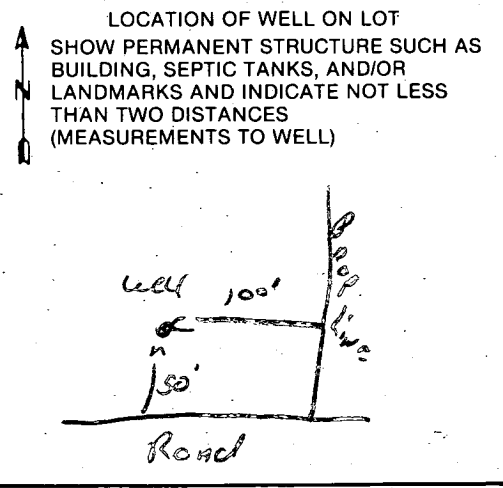 LOCATION OF WELL ON LOT
SHOW PERMANENT STRUCTURE SUCH AS
BUILDING, SEPTIC TANKS, AND/OR
N LANDMARKS AND INDICATE NOT LESS
THAN TWO DISTANCES
(MEASUREMENTS TO WELL)
Well 100'
Prop Line
50'
Road